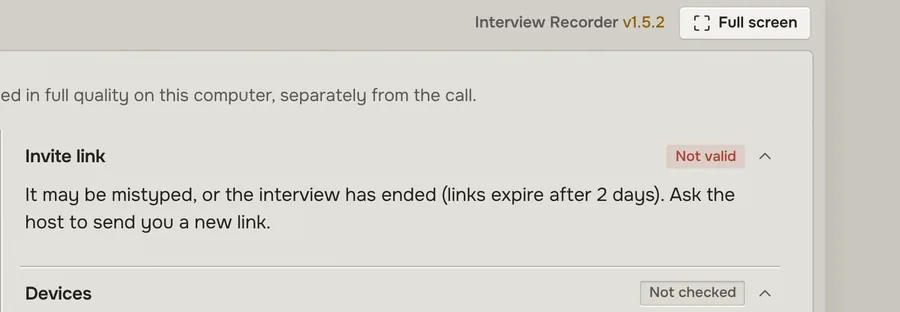 Interview Recorder v1.5.2
Full screen
ed in full quality on this computer, separately from the call.
Invite link
Not valid
It may be mistyped, or the interview has ended (links expire after 2 days). Ask the
host to send you a new link.
Devices
Not checked